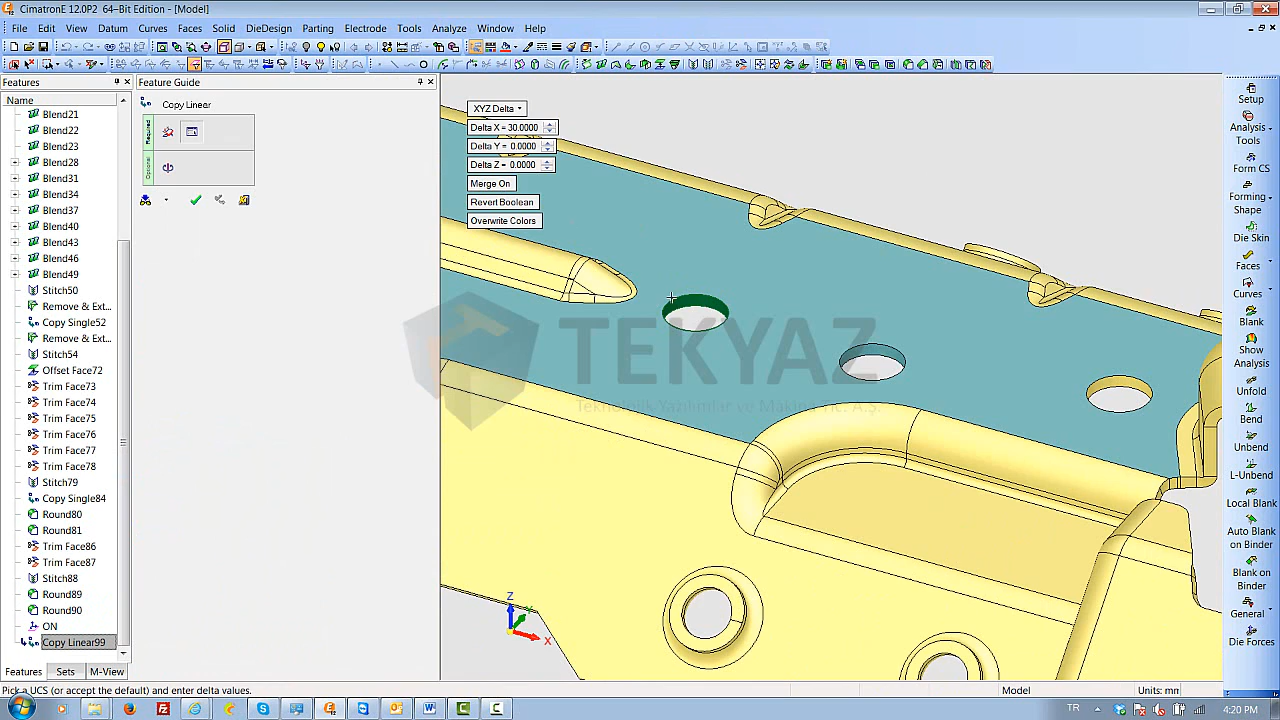 CimatronE 12.0P2 64–Bit Edition - [Model]
File Edit View Datum Curves Faces Solid DieDesign Parting Electrode Tools Analyze Window Help
Features
Name
Blend21
Blend22
Blend23
Blend28
Blend31
Blend34
Blend37
Blend40
Blend43
Blend46
Blend49
Stitch50
Remove & Ext...
Copy Single52
Remove & Ext...
Stitch54
Offset Face72
Trim Face73
Trim Face74
Trim Face75
Trim Face76
Trim Face77
Trim Face78
Stitch79
Copy Single84
Round80
Round81
Trim Face86
Trim Face87
Stitch88
Round89
Round90
ON
Copy Linear99
Features Sets M-View
Feature Guide
Copy Linear
Required
Optional
XYZ Delta
Delta X = 30.0000
Delta Y = 0.0000
Delta Z = 0.0000
Merge On
Revert Boolean
Overwrite Colors
TEKYAZ
Teknolojik Yazılımlar ve Makina Tic. A.Ş.
Z
Y
X
Setup
Analysis Tools
Form CS
Forming Shape
Die Skin
Faces
Curves
Blank
Show Analysis
Unfold
Bend
Unbend
L-Unbend
Local Blank
Auto Blank on Binder
Blank on Binder
General
Die Forces
Pick a UCS (or accept the default) and enter delta values.
Model
Units: mm
TR
4:20 PM